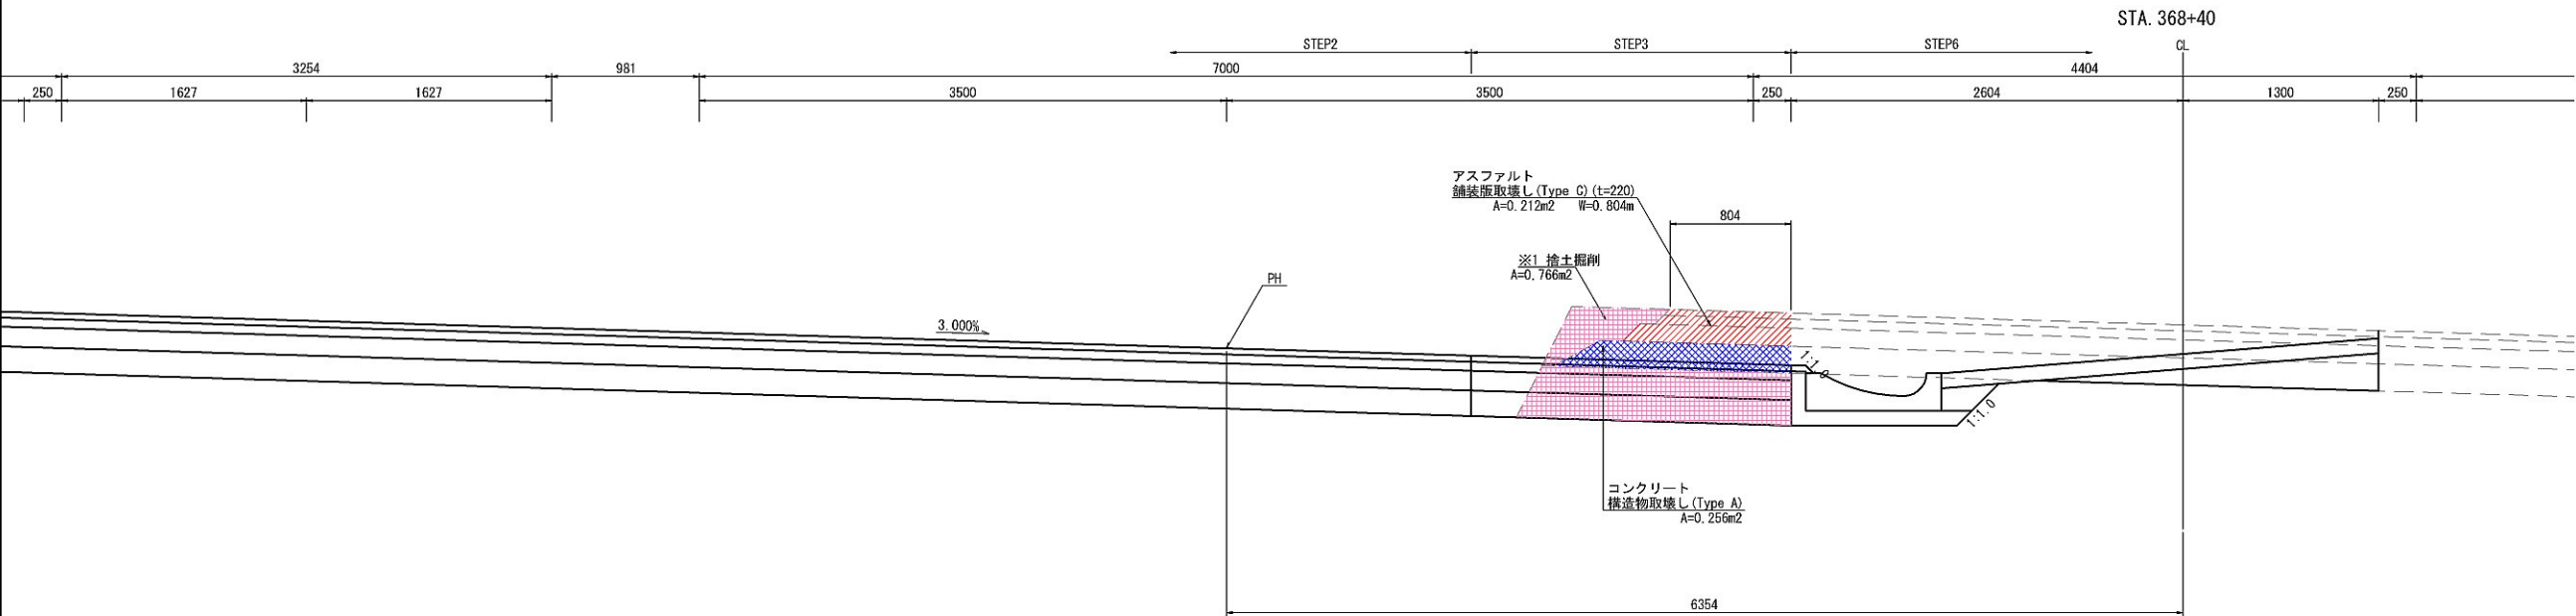 STA. 368+40
STEP2
STEP3
STEP6
CL
3254
981
7000
4404
250
1627
1627
3500
3500
250
2604
1300
250
アスファルト
舗装版取壊し(Type C)(t=220)
A=0.212m2 W=0.804m
804
※1 捨土掘削
A=0.766m2
PH
3.000%
1:1.0
1:1.0
コンクリート
構造物取壊し(Type A)
A=0.256m2
6354